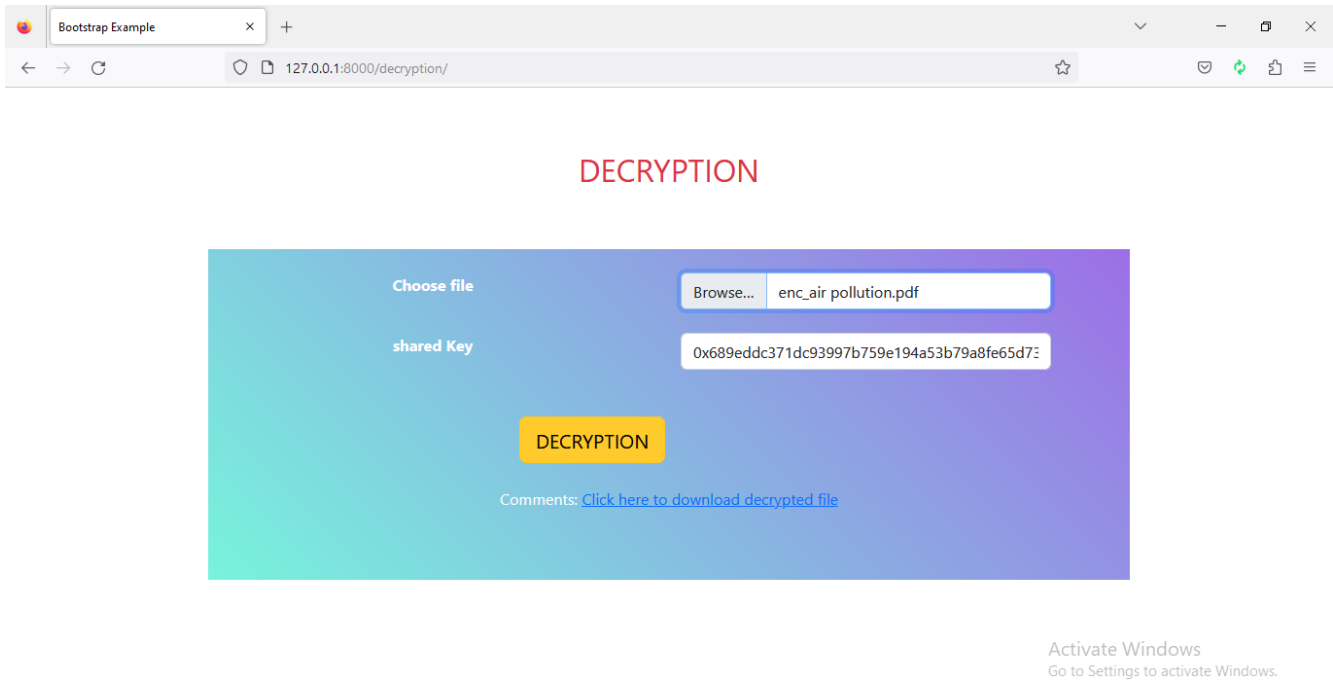 Bootstrap Example
127.0.0.1:8000/decryption/
DECRYPTION
Choose file
Browse... enc_air pollution.pdf
shared Key
0x689eddc371dc93997b759e194a53b79a8fe65d73
DECRYPTION
Comments: Click here to download decrypted file
Activate Windows
Go to Settings to activate Windows.